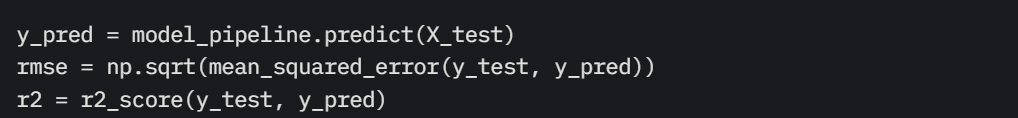 y_pred = model_pipeline.predict(X_test)
rmse = np.sqrt(mean_squared_error(y_test, y_pred))
r2 = r2_score(y_test, y_pred)